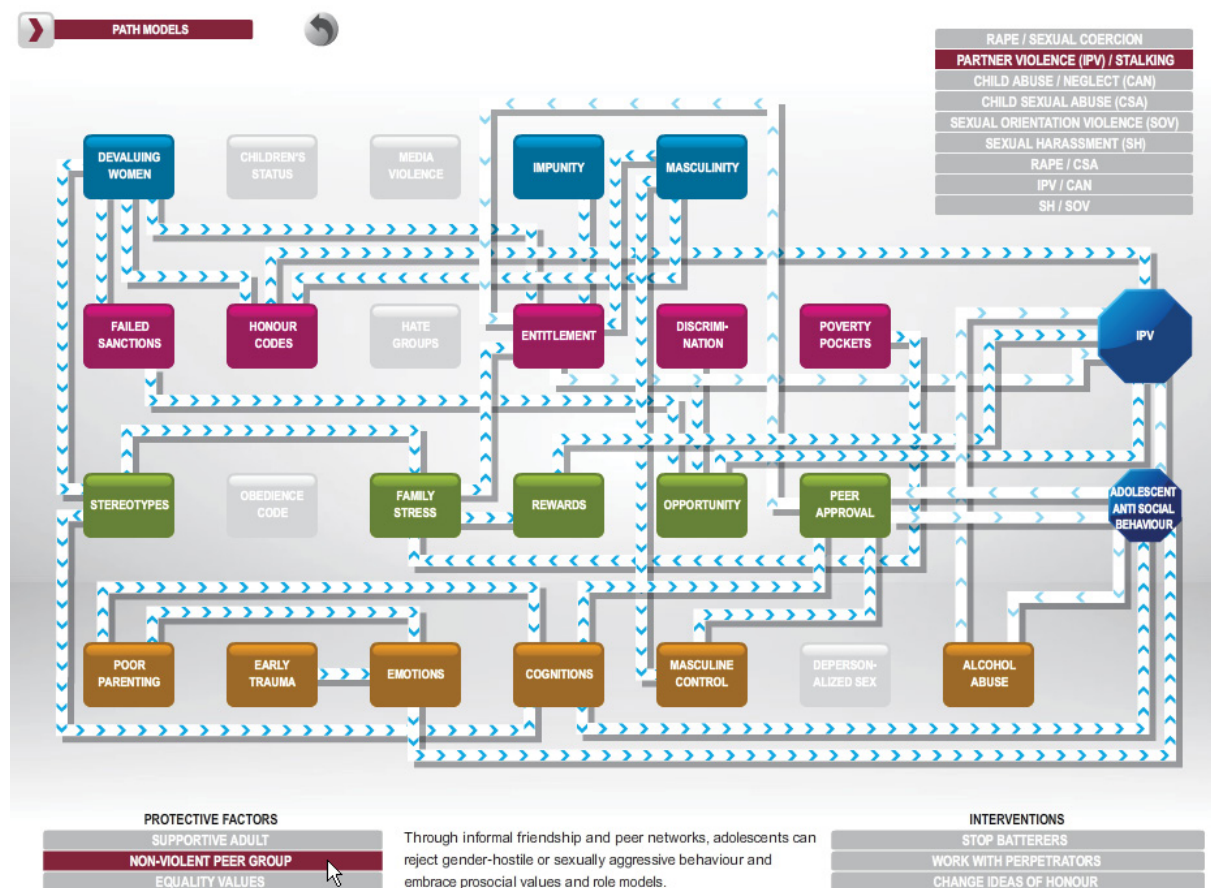 PATH MODELS
RAPE / SEXUAL COERCION
PARTNER VIOLENCE (IPV) / STALKING
CHILD ABUSE / NEGLECT (CAN)
CHILD SEXUAL ABUSE (CSA)
SEXUAL ORIENTATION VIOLENCE (SOV)
SEXUAL HARASSMENT (SH)
RAPE / CSA
IPV / CAN
SH / SOV
DEVALUING
WOMEN
CHILDREN'S
STATUS
MEDIA
VIOLENCE
IMPUNITY
MASCULINITY
FAILED
SANCTIONS
HONOUR
CODES
HATE
GROUPS
ENTITLEMENT
DISCRIMI-
NATION
POVERTY
POCKETS
IPV
STEREOTYPES
OBEDIENCE
CODE
FAMILY
STRESS
REWARDS
OPPORTUNITY
PEER
APPROVAL
ADOLESCENT
ANTI SOCIAL
BEHAVIOUR
POOR
PARENTING
EARLY
TRAUMA
EMOTIONS
COGNITIONS
MASCULINE
CONTROL
DEPERSON-
ALIZED SEX
ALCOHOL
ABUSE
PROTECTIVE FACTORS
SUPPORTIVE ADULT
NON-VIOLENT PEER GROUP
EQUALITY VALUES
Through informal friendship and peer networks, adolescents can
reject gender-hostile or sexually aggressive behaviour and
embrace prosocial values and role models.
INTERVENTIONS
STOP BATTERERS
WORK WITH PERPETRATORS
CHANGE IDEAS OF HONOUR